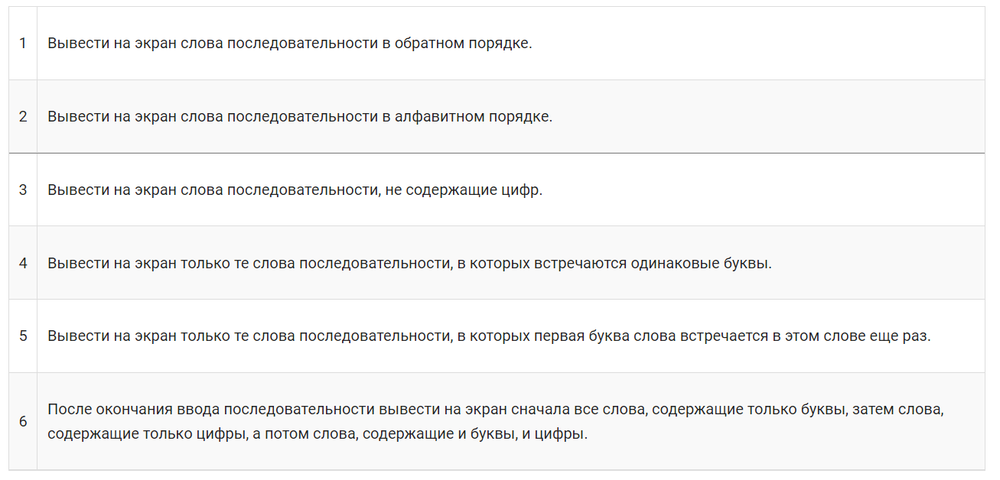 1 Вывести на экран слова последовательности в обратном порядке.
2 Вывести на экран слова последовательности в алфавитном порядке.
3 Вывести на экран слова последовательности, не содержащие цифр.
4 Вывести на экран только те слова последовательности, в которых встречаются одинаковые буквы.
5 Вывести на экран только те слова последовательности, в которых первая буква слова встречается в этом слове еще раз.
6 После окончания ввода последовательности вывести на экран сначала все слова, содержащие только буквы, затем слова,
содержащие только цифры, а потом слова, содержащие и буквы, и цифры.